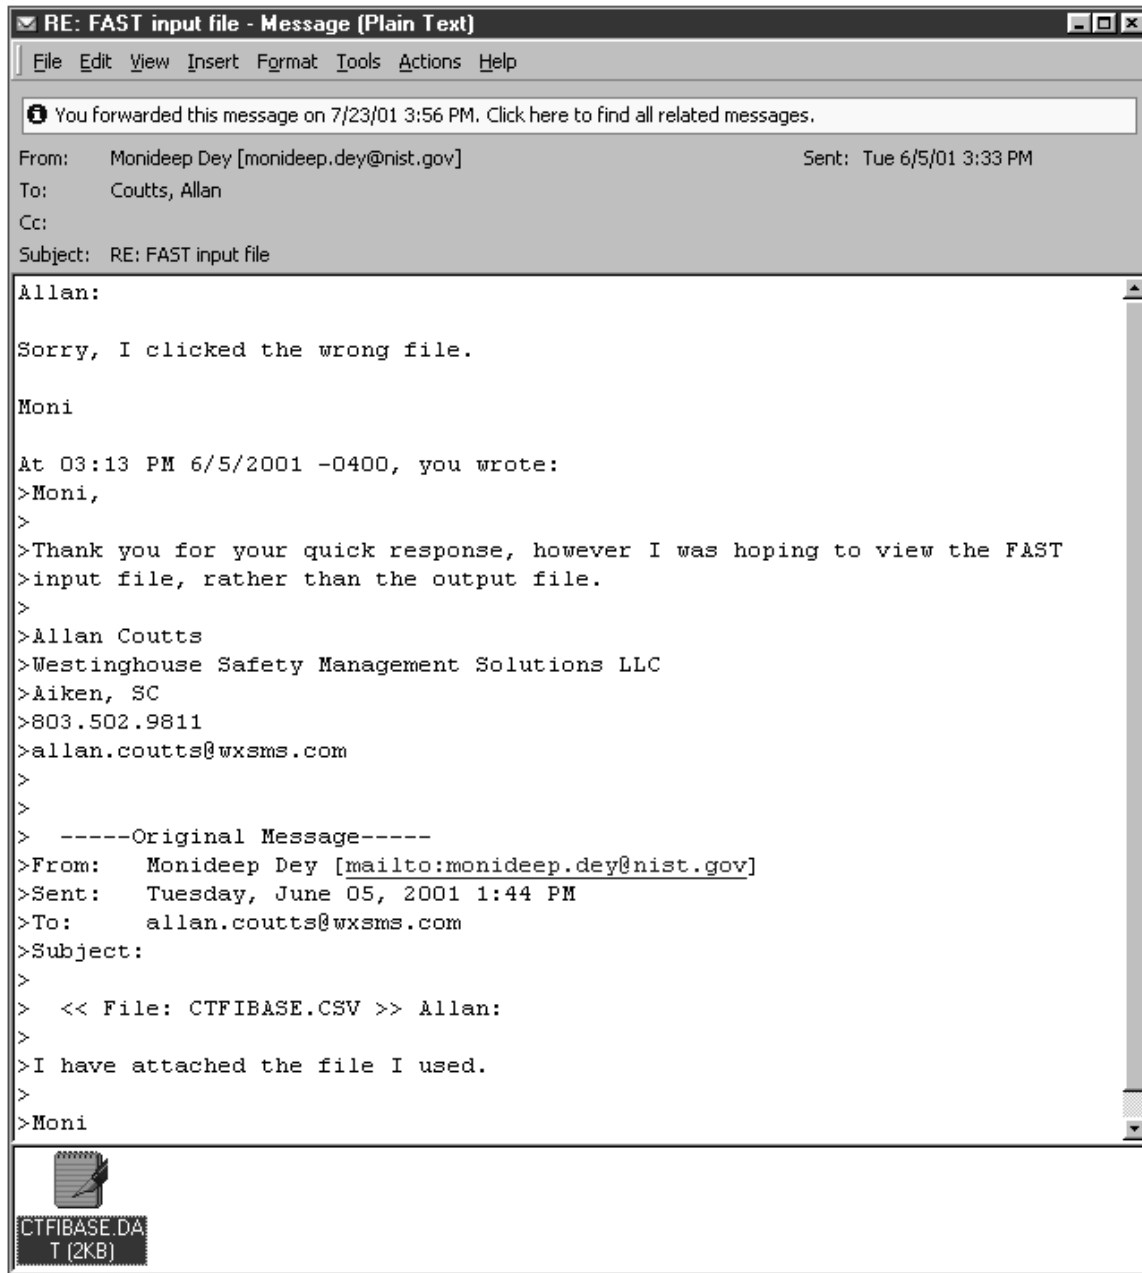 RE: FAST input file - Message (Plain Text)
File Edit View Insert Format Tools Actions Help
You forwarded this message on 7/23/01 3:56 PM. Click here to find all related messages.
From: Monideep Dey [monideep.dey@nist.gov] Sent: Tue 6/5/01 3:33 PM
To: Coutts, Allan
Cc:
Subject: RE: FAST input file
Allan:
Sorry, I clicked the wrong file.
Moni
At 03:13 PM 6/5/2001 -0400, you wrote:
>Moni,
>
>Thank you for your quick response, however I was hoping to view the FAST
>input file, rather than the output file.
>
>Allan Coutts
>Westinghouse Safety Management Solutions LLC
>Aiken, SC
>803.502.9811
>allan.coutts@wxsms.com
>
>
> -----Original Message-----
>From: Monideep Dey [mailto:monideep.dey@nist.gov]
>Sent: Tuesday, June 05, 2001 1:44 PM
>To: allan.coutts@wxsms.com
>Subject:
>
> << File: CTFIBASE.CSV >> Allan:
>
>I have attached the file I used.
>
>Moni
CTFIBASE.DA
T (2KB)